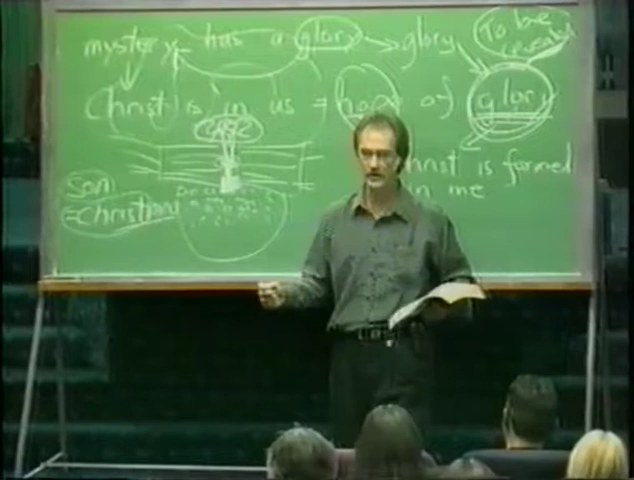 mystery has a glory → glory
To be revealed
Christ is in us = hope of glory
Christ is formed
in me
Son
= Christian